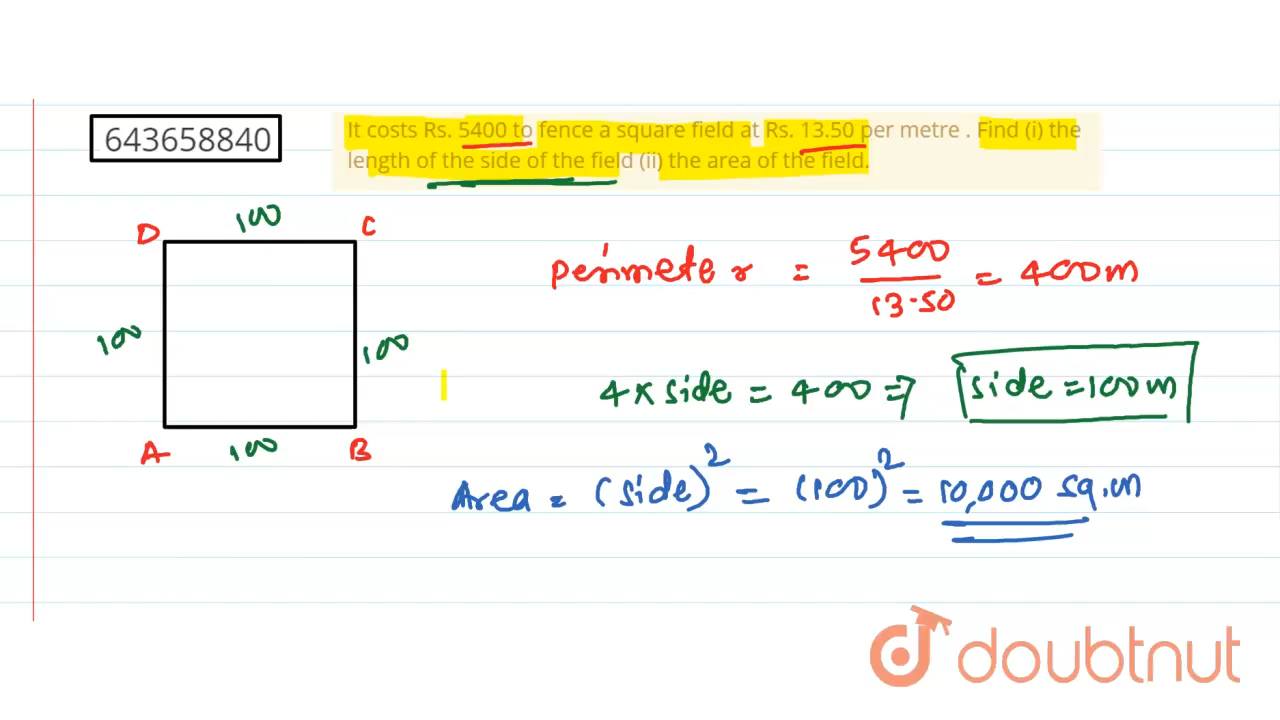 643658840
It costs Rs. 5400 to fence a square field at Rs. 13.50 per metre . Find (i) the
length of the side of the field (ii) the area of the field.
D 100 C
100 100
A 100 B
Perimeter = 5400/13.50 = 400m
4 x side = 400 => side = 100m
Area = (side)² = (100)² = 10,000 sq.m
doubtnut